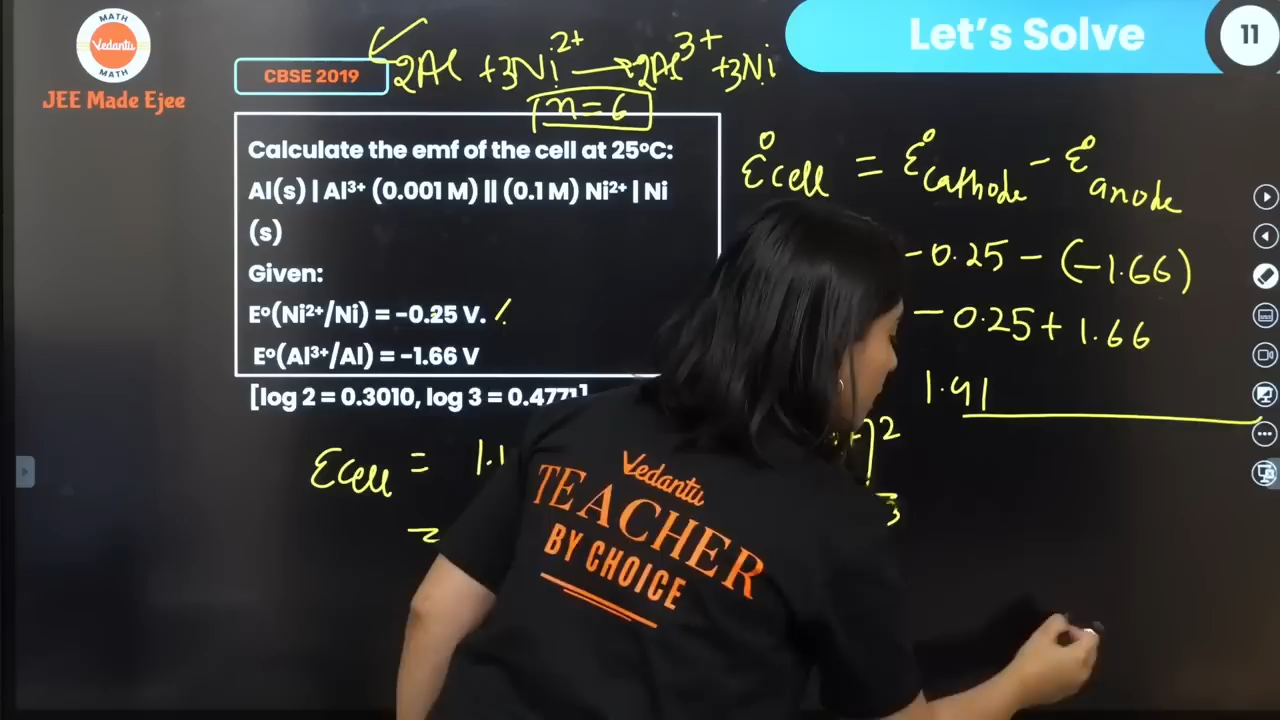 MATH
Vedantu
MATH
JEE Made Ejee
CBSE 2019
Let's Solve
11
2Al + 3Ni²⁺ → 2Al³⁺ + 3Ni
n = 6
Calculate the emf of the cell at 25°C:
Al(s) | Al³⁺ (0.001 M) || (0.1 M) Ni²⁺ | Ni
(s)
Given:
E°(Ni²⁺/Ni) = -0.25 V.
E°(Al³⁺/Al) = -1.66 V
[log 2 = 0.3010, log 3 = 0.4771]
E°cell = E°cathode - E°anode
-0.25 - (-1.66)
- 0.25 + 1.66
1.41
Ecell =
=
]²
3
Vedantu
TEACHER
BY CHOICE